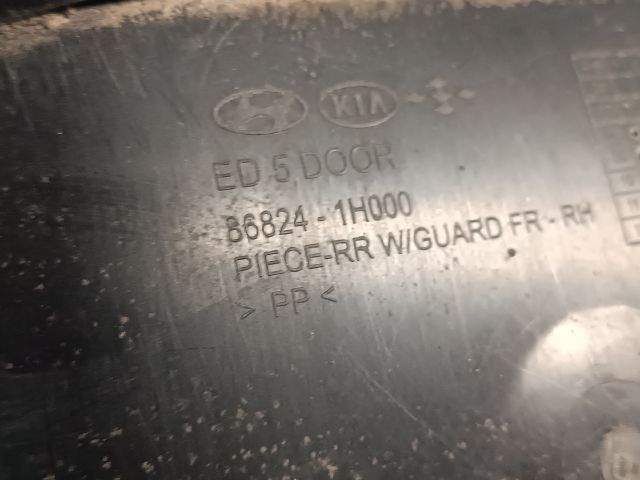 KIA
ED 5 DOOR
86824-1H000
PIECE-RR W/GUARD FR-RH
> PP <